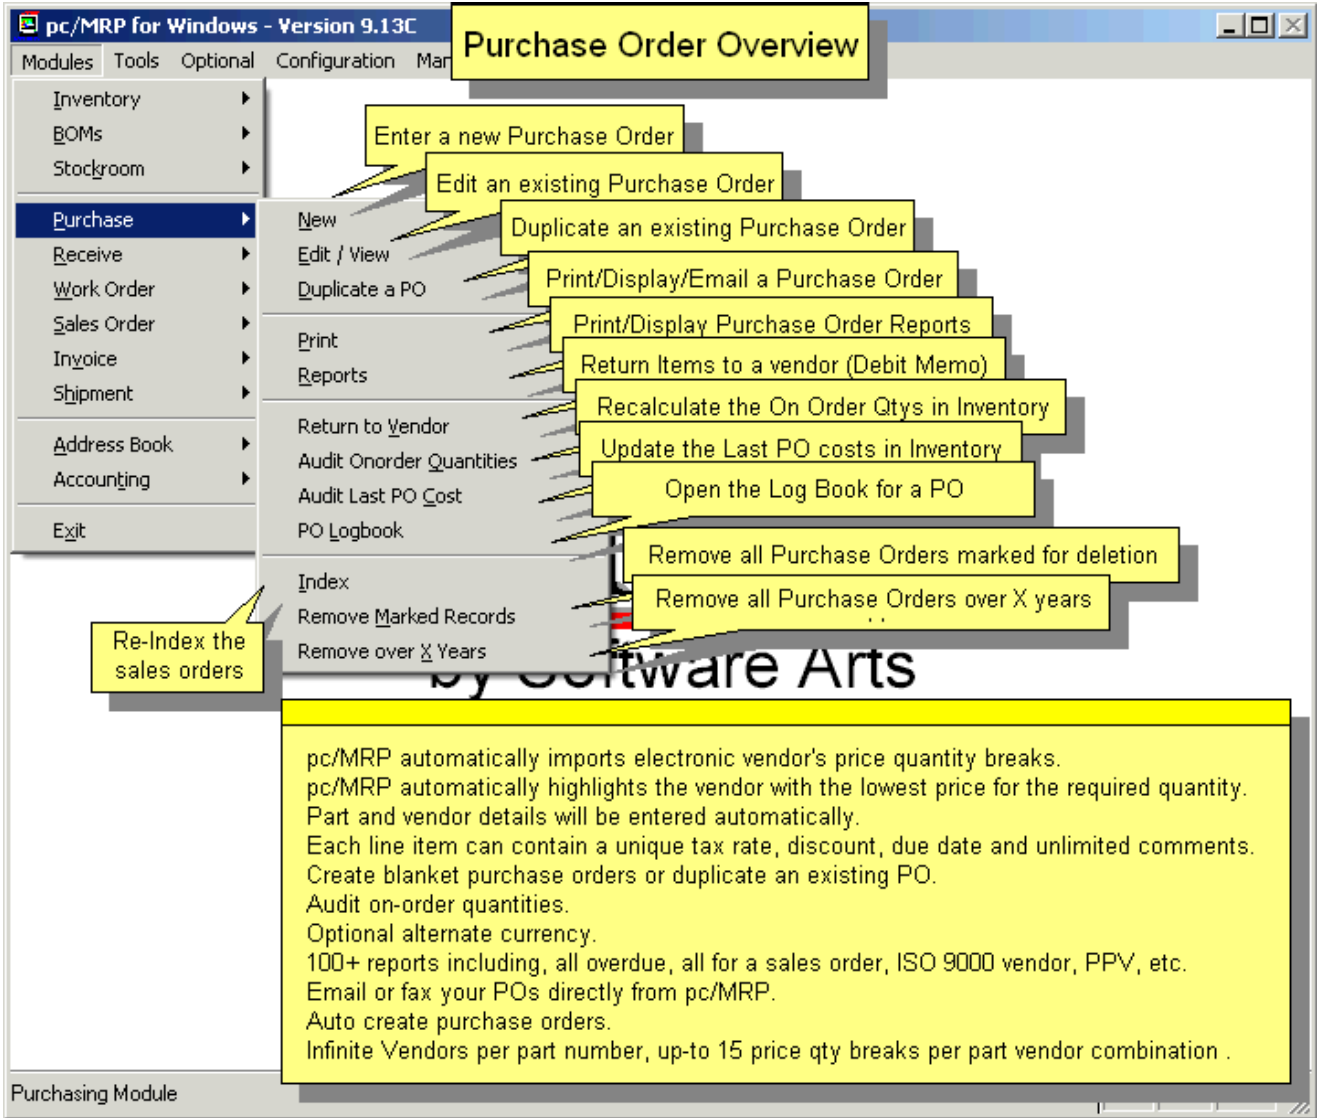 pc/MRP for Windows - Version 9.13C
Purchase Order Overview
Modules Tools Optional Configuration Mar
Inventory
BOMs
Stockroom
Purchase
Receive
Work Order
Sales Order
Invoice
Shipment
Address Book
Accounting
Exit
New
Edit / View
Duplicate a PO
Print
Reports
Return to Vendor
Audit Onorder Quantities
Audit Last PO Cost
PO Logbook
Index
Remove Marked Records
Remove over X Years
Enter a new Purchase Order
Edit an existing Purchase Order
Duplicate an existing Purchase Order
Print/Display/Email a Purchase Order
Print/Display Purchase Order Reports
Return Items to a vendor (Debit Memo)
Recalculate the On Order Qtys in Inventory
Update the Last PO costs in Inventory
Open the Log Book for a PO
Remove all Purchase Orders marked for deletion
Remove all Purchase Orders over X years
Re-Index the
sales orders
by Software Arts
pc/MRP automatically imports electronic vendor's price quantity breaks.
pc/MRP automatically highlights the vendor with the lowest price for the required quantity.
Part and vendor details will be entered automatically.
Each line item can contain a unique tax rate, discount, due date and unlimited comments.
Create blanket purchase orders or duplicate an existing PO.
Audit on-order quantities.
Optional alternate currency.
100+ reports including, all overdue, all for a sales order, ISO 9000 vendor, PPV, etc.
Email or fax your POs directly from pc/MRP.
Auto create purchase orders.
Infinite Vendors per part number, up-to 15 price qty breaks per part vendor combination .
Purchasing Module